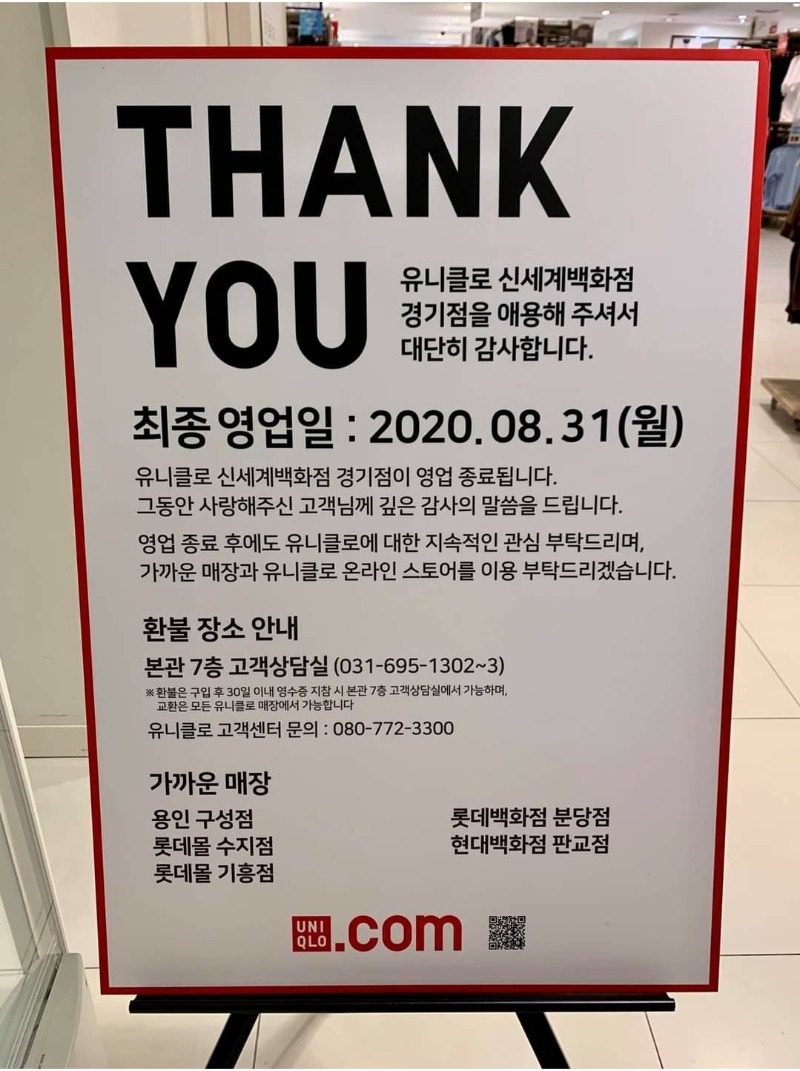 THANK
YOU
유니클로 신세계백화점
경기점을 애용해 주셔서
대단히 감사합니다.
최종 영업일 : 2020.08.31(월)
유니클로 신세계백화점 경기점이 영업 종료됩니다.
그동안 사랑해주신 고객님께 깊은 감사의 말씀을 드립니다.
영업 종료 후에도 유니클로에 대한 지속적인 관심 부탁드리며,
가까운 매장과 유니클로 온라인 스토어를 이용 부탁드리겠습니다.
환불 장소 안내
본관 7층 고객상담실 (031-695-1302~3)
※ 환불은 구입 후 30일 이내 영수증 지참 시 본관 7층 고객상담실에서 가능하며,
교환은 모든 유니클로 매장에서 가능합니다
유니클로 고객센터 문의 : 080-772-3300
가까운 매장
용인 구성점
롯데몰 수지점
롯데몰 기흥점
롯데백화점 분당점
현대백화점 판교점
UNI
QLO
.com